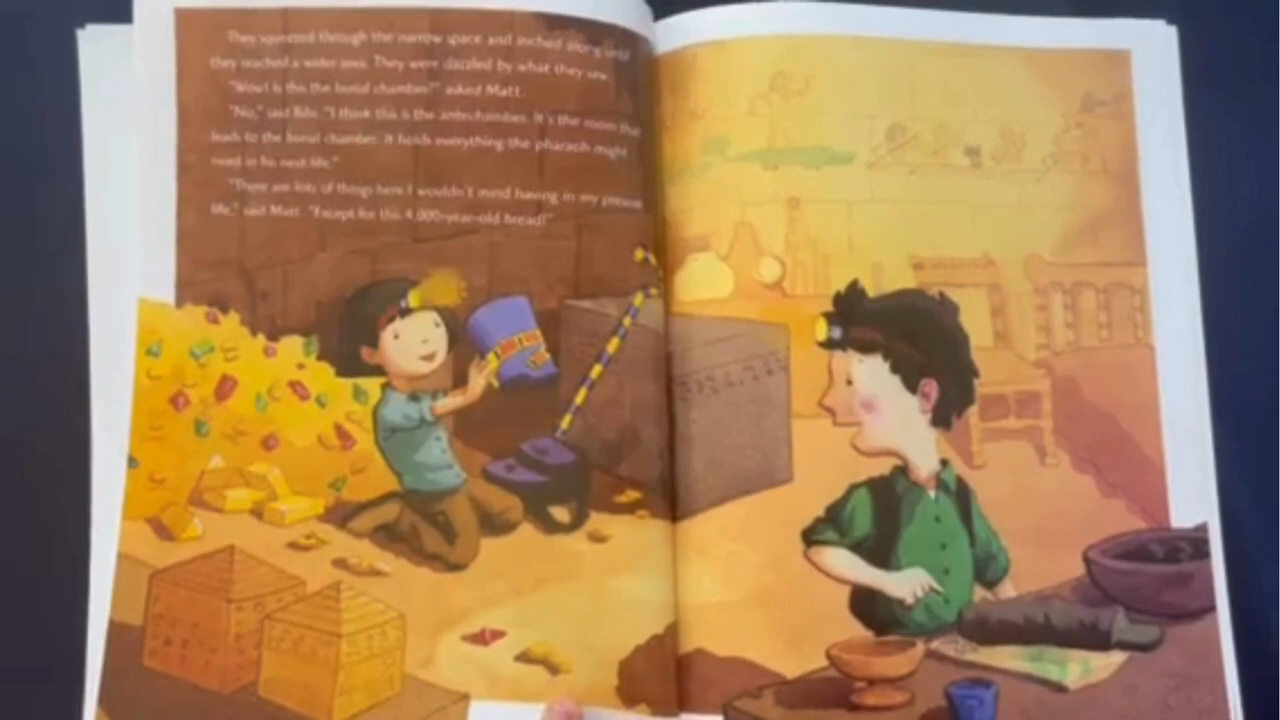 They squeezed through the narrow space and inched along until
they reached a wider area. They were dazzled by what they saw.
"Wow! Is this the burial chamber?" asked Matt.
"No," said Bibi. "I think this is the antechamber. It's the room that
leads to the burial chamber. It holds everything the pharaoh might
need in his next life."
"There are lots of things here I wouldn't mind having in my present
life," said Matt. "Except for this 4,000-year-old bread!"